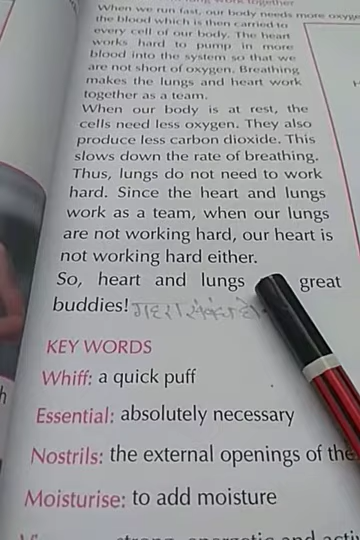 together
When we run fast, our body needs more oxyge
the blood which is then carried to
every cell of our body. The heart
works hard to pump in more
blood into the system so that we
are not short of oxygen. Breathing
makes the lungs and heart work
together as a team.
When our body is at rest, the
cells need less oxygen. They also
produce less carbon dioxide. This
slows down the rate of breathing.
Thus, lungs do not need to work
hard. Since the heart and lungs
work as a team, when our lungs
are not working hard, our heart is
not working hard either.
So, heart and lungs great
buddies! गहरा संबंध हो
KEY WORDS
Whiff: a quick puff
Essential: absolutely necessary
Nostrils: the external openings of the
Moisturise: to add moisture